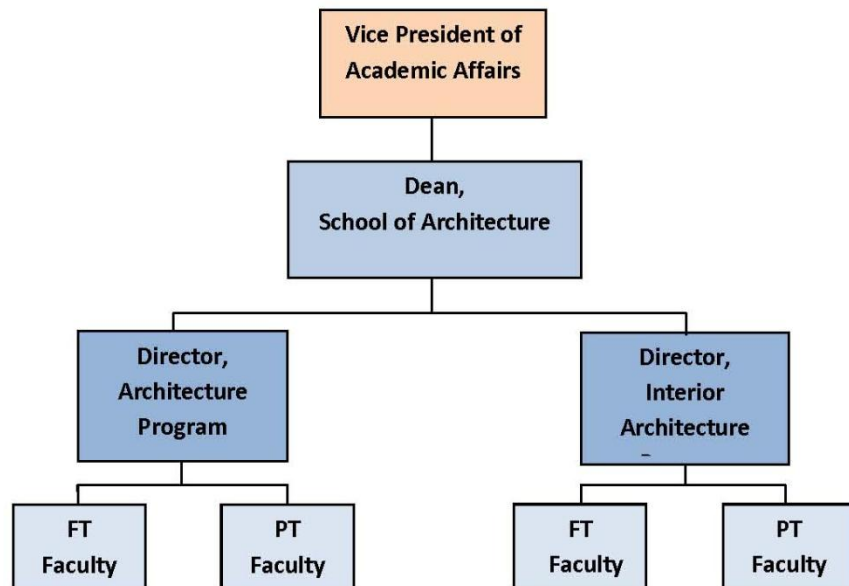 Vice President of
Academic Affairs
Dean,
School of Architecture
Director,
Architecture
Program
Director,
Interior
Architecture
FT
Faculty
PT
Faculty
FT
Faculty
PT
Faculty